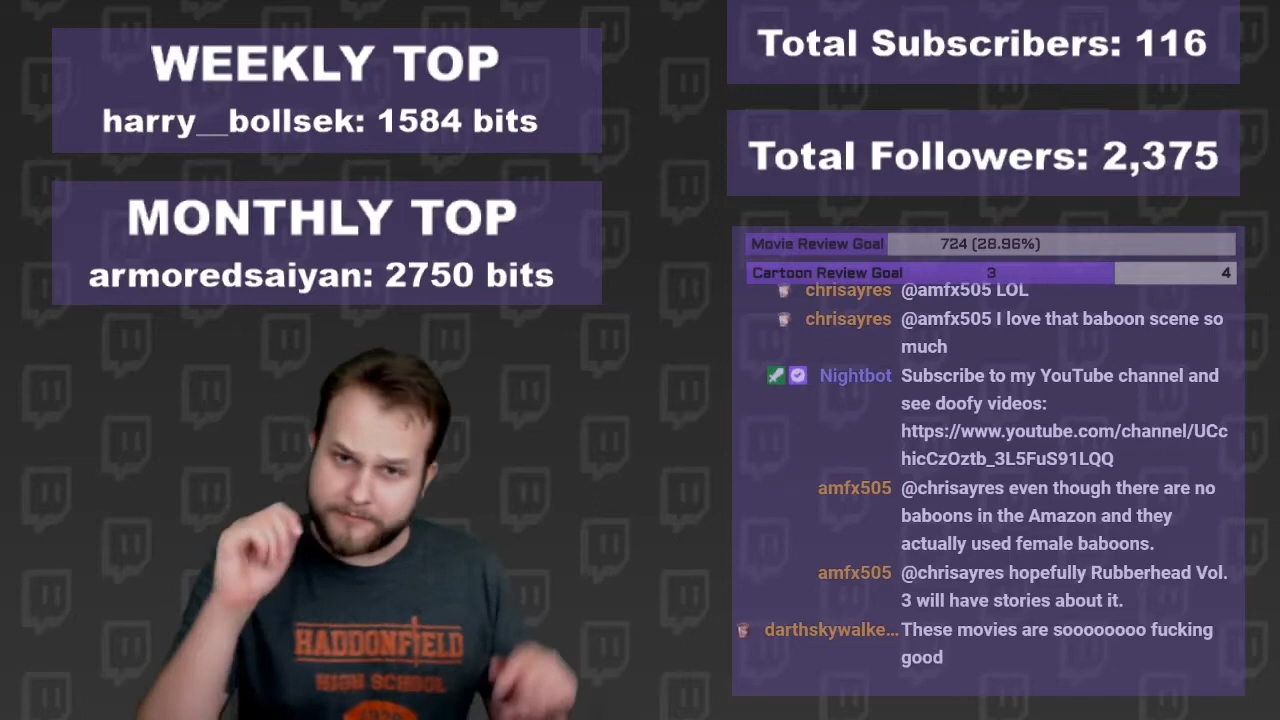 WEEKLY TOP
harry__bollsek: 1584 bits
MONTHLY TOP
armoredsaiyan: 2750 bits
Total Subscribers: 116
Total Followers: 2,375
Movie Review Goal 724 (28.96%)
Cartoon Review Goal 3 4
chrisayres @amfx505 LOL
chrisayres @amfx505 I love that baboon scene so
much
Nightbot Subscribe to my YouTube channel and
see doofy videos:
https://www.youtube.com/channel/UCc
hicCzOztb_3L5FuS91LQQ
amfx505 @chrisayres even though there are no
baboons in the Amazon and they
actually used female baboons.
amfx505 @chrisayres hopefully Rubberhead Vol.
3 will have stories about it.
darthskywalke... These movies are soooooooo fucking
good
HADDONFIELD
HIGH SCHOOL